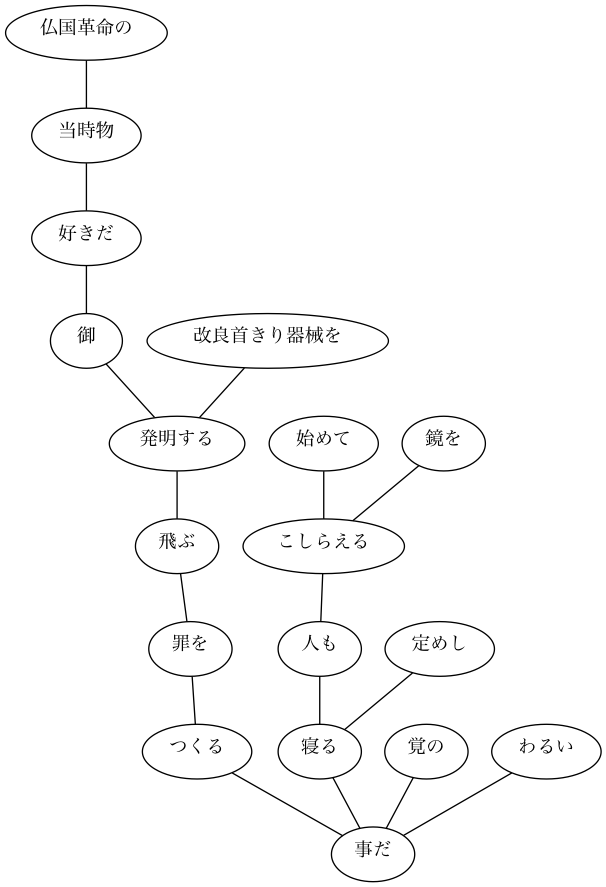 仏国革命の
当時物
好きだ
御
改良首きり器械を
発明する
始めて
鏡を
飛ぶ
こしらえる
罪を
人も
定めし
つくる
寝る
覚の
わるい
事だ